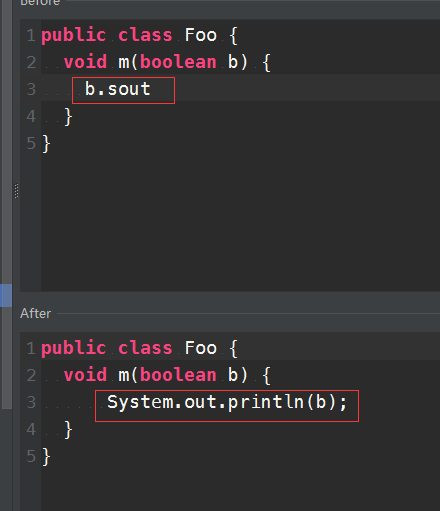 Before
1 public class Foo {
2 void m(boolean b) {
3 b.sout
4 }
5 }
After
1 public class Foo {
2 void m(boolean b) {
3 System.out.println(b);
4 }
5 }